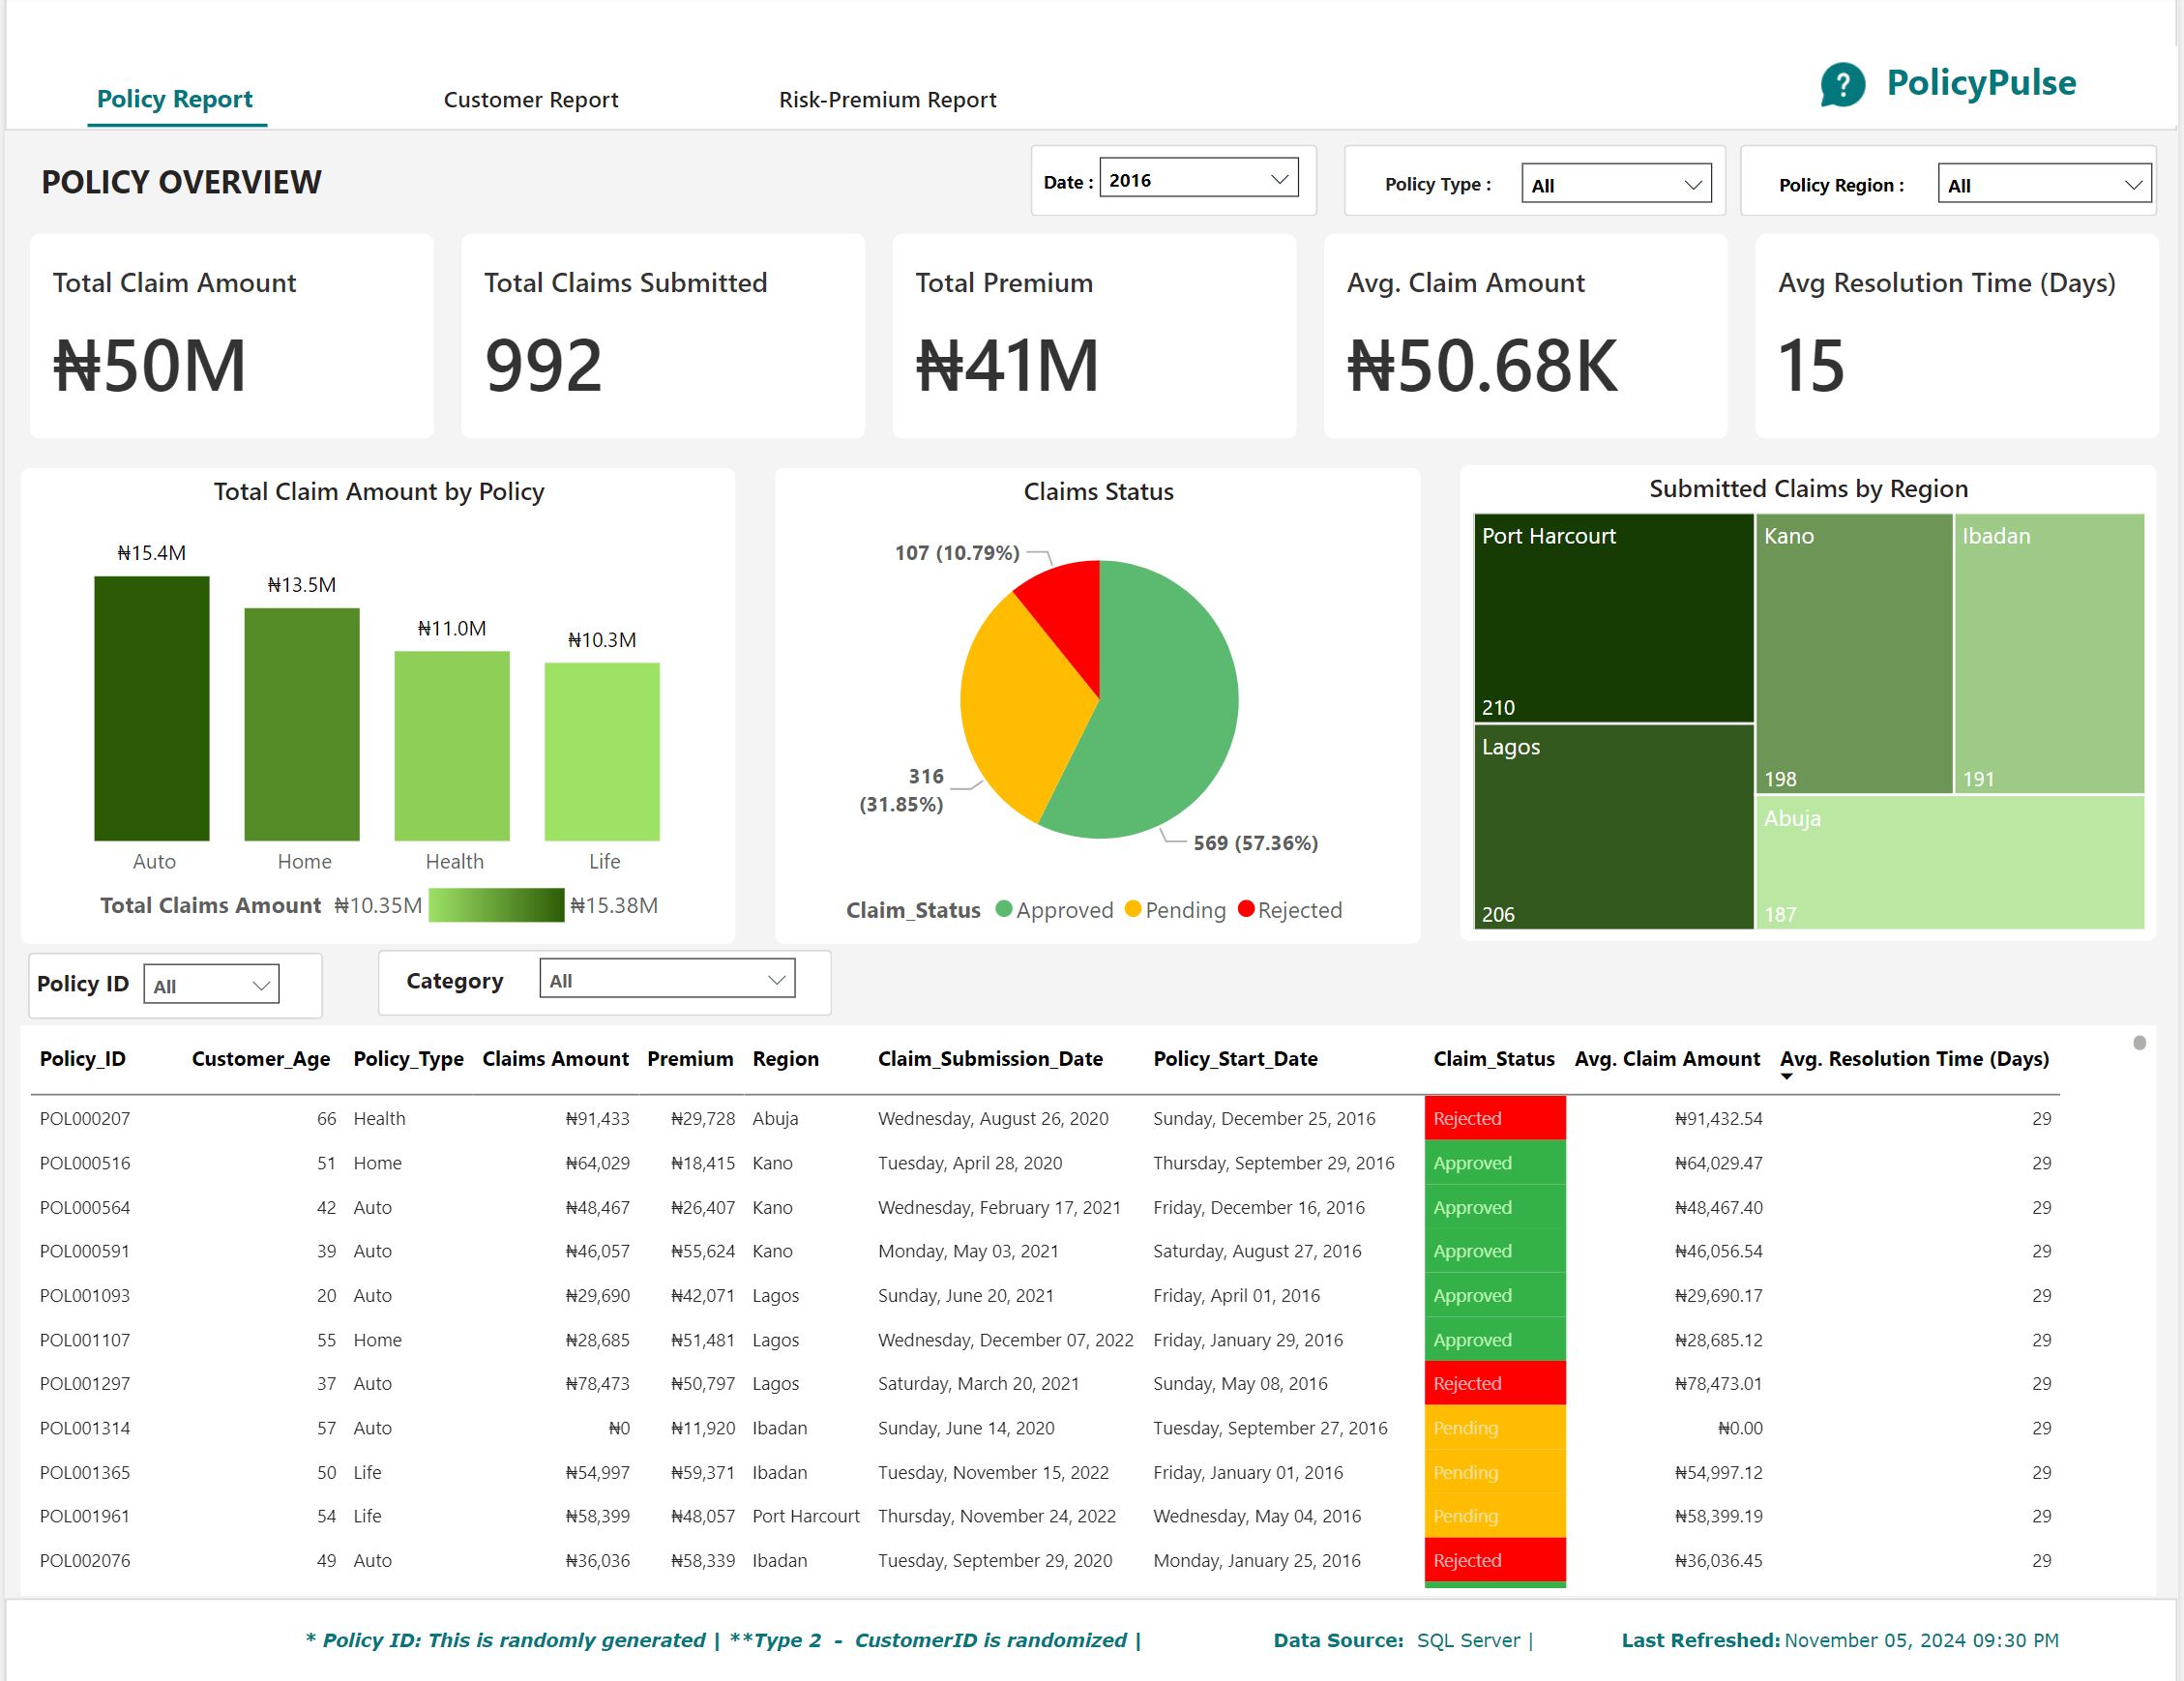 Policy Report
Customer Report
Risk-Premium Report
? PolicyPulse
POLICY OVERVIEW
Date : 2016
Policy Type : All
Policy Region : All
Total Claim Amount
₦50M
Total Claims Submitted
992
Total Premium
₦41M
Avg. Claim Amount
₦50.68K
Avg Resolution Time (Days)
15
Total Claim Amount by Policy
₦15.4M
₦13.5M
₦11.0M
₦10.3M
Auto Home Health Life
Total Claims Amount ₦10.35M ₦15.38M
Claims Status
107 (10.79%)
316
(31.85%)
569 (57.36%)
Claim_Status Approved Pending Rejected
Submitted Claims by Region
Port Harcourt
210
Lagos
206
Kano
198
Ibadan
191
Abuja
187
Policy ID All
Category All
Policy_ID Customer_Age Policy_Type Claims Amount Premium Region Claim_Submission_Date Policy_Start_Date Claim_Status Avg. Claim Amount Avg. Resolution Time (Days)
POL000207 66 Health ₦91,433 ₦29,728 Abuja Wednesday, August 26, 2020 Sunday, December 25, 2016 Rejected ₦91,432.54 29
POL000516 51 Home ₦64,029 ₦18,415 Kano Tuesday, April 28, 2020 Thursday, September 29, 2016 Approved ₦64,029.47 29
POL000564 42 Auto ₦48,467 ₦26,407 Kano Wednesday, February 17, 2021 Friday, December 16, 2016 Approved ₦48,467.40 29
POL000591 39 Auto ₦46,057 ₦55,624 Kano Monday, May 03, 2021 Saturday, August 27, 2016 Approved ₦46,056.54 29
POL001093 20 Auto ₦29,690 ₦42,071 Lagos Sunday, June 20, 2021 Friday, April 01, 2016 Approved ₦29,690.17 29
POL001107 55 Home ₦28,685 ₦51,481 Lagos Wednesday, December 07, 2022 Friday, January 29, 2016 Approved ₦28,685.12 29
POL001297 37 Auto ₦78,473 ₦50,797 Lagos Saturday, March 20, 2021 Sunday, May 08, 2016 Rejected ₦78,473.01 29
POL001314 57 Auto ₦0 ₦11,920 Ibadan Sunday, June 14, 2020 Tuesday, September 27, 2016 Pending ₦0.00 29
POL001365 50 Life ₦54,997 ₦59,371 Ibadan Tuesday, November 15, 2022 Friday, January 01, 2016 Pending ₦54,997.12 29
POL001961 54 Life ₦58,399 ₦48,057 Port Harcourt Thursday, November 24, 2022 Wednesday, May 04, 2016 Pending ₦58,399.19 29
POL002076 49 Auto ₦36,036 ₦58,339 Ibadan Tuesday, September 29, 2020 Monday, January 25, 2016 Rejected ₦36,036.45 29
* Policy ID: This is randomly generated | **Type 2 - CustomerID is randomized |
Data Source: SQL Server |
Last Refreshed: November 05, 2024 09:30 PM